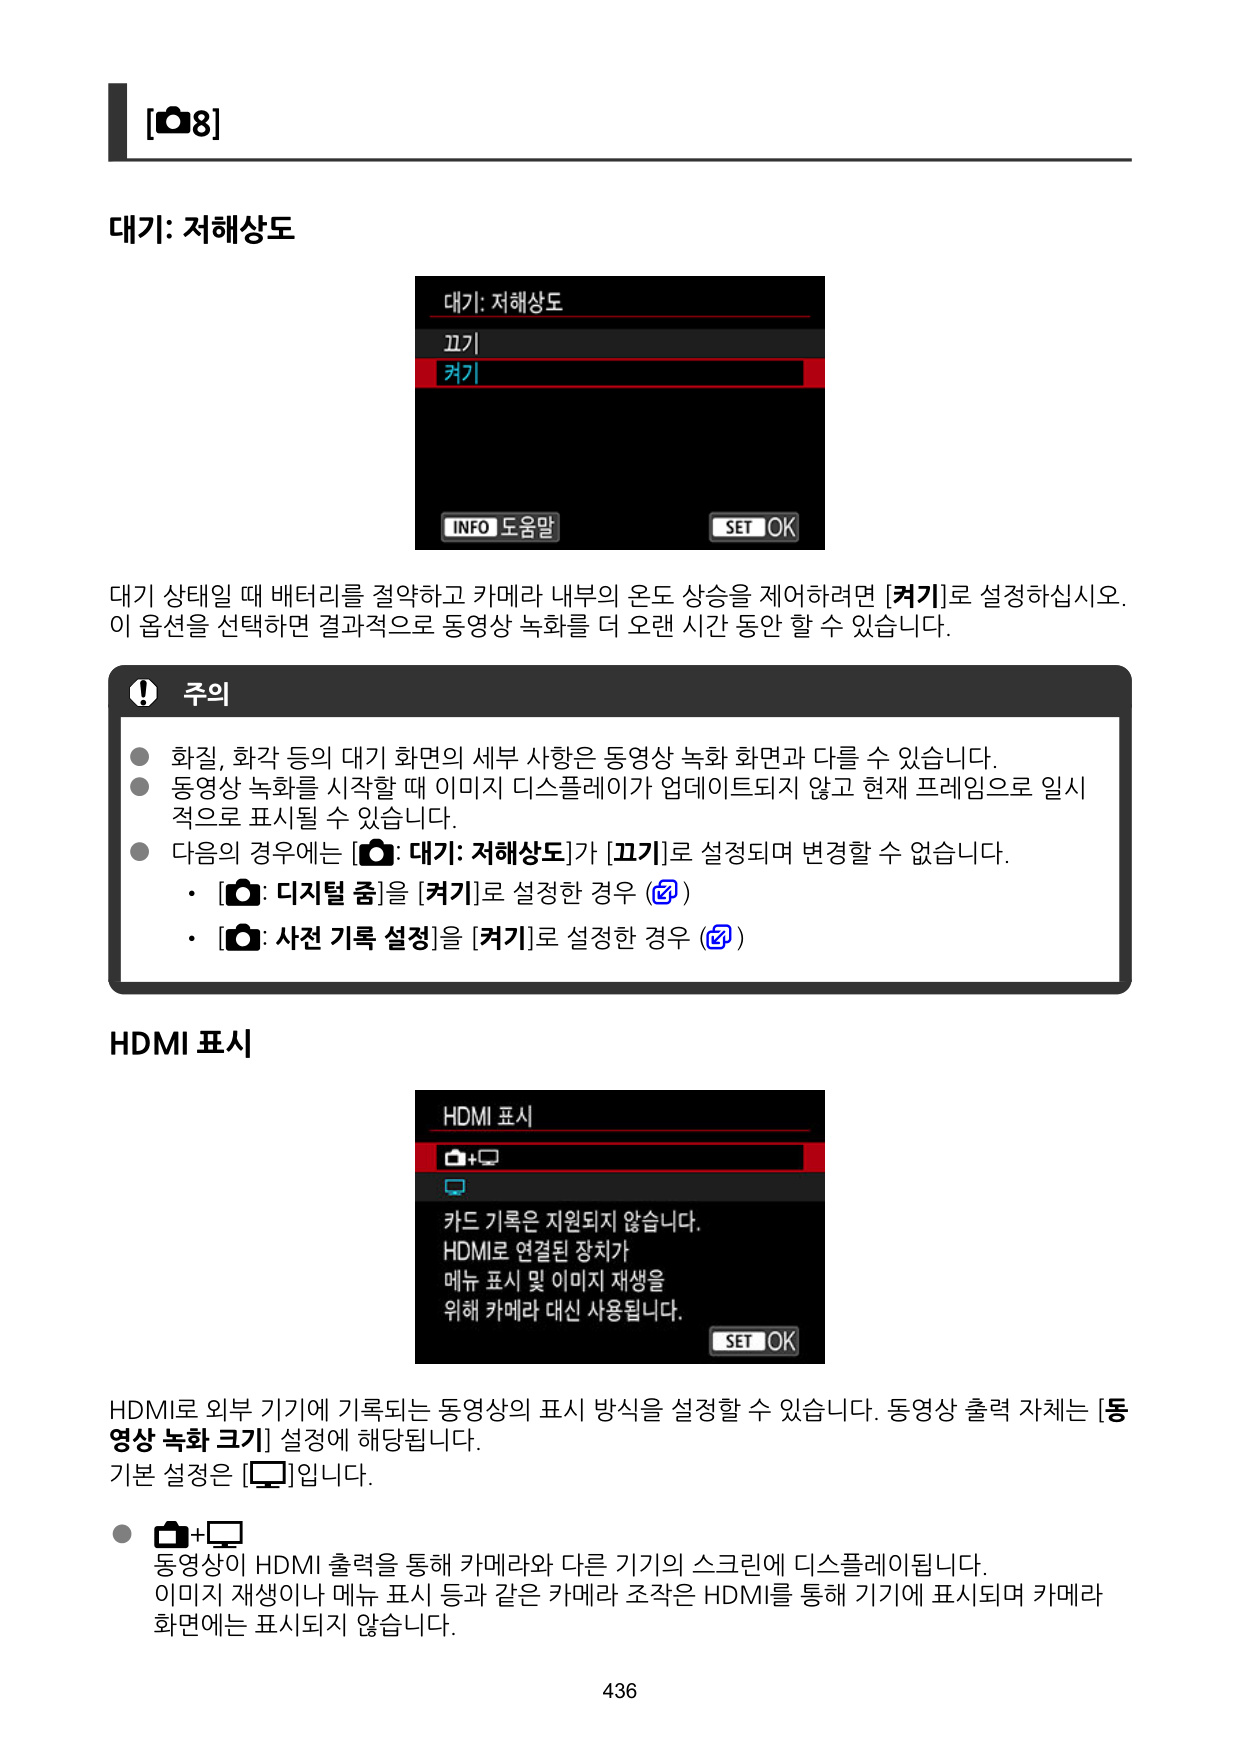 [8]
대기: 저해상도
대기: 저해상도
끄기
켜기
INFO 도움말
SET OK
대기 상태일 때 배터리를 절약하고 카메라 내부의 온도 상승을 제어하려면 [켜기]로 설정하십시오.
이 옵션을 선택하면 결과적으로 동영상 녹화를 더 오랜 시간 동안 할 수 있습니다.
주의
● 화질, 화각 등의 대기 화면의 세부 사항은 동영상 녹화 화면과 다를 수 있습니다.
● 동영상 녹화를 시작할 때 이미지 디스플레이가 업데이트되지 않고 현재 프레임으로 일시
적으로 표시될 수 있습니다.
● 다음의 경우에는 [: 대기: 저해상도]가 [끄기]로 설정되며 변경할 수 없습니다.
• [: 디지털 줌]을 [켜기]로 설정한 경우 ()
• [: 사전 기록 설정]을 [켜기]로 설정한 경우 ()
HDMI 표시
HDMI 표시
+
카드 기록은 지원되지 않습니다.
HDMI로 연결된 장치가
메뉴 표시 및 이미지 재생을
위해 카메라 대신 사용됩니다.
SET OK
HDMI로 외부 기기에 기록되는 동영상의 표시 방식을 설정할 수 있습니다. 동영상 출력 자체는 [동
영상 녹화 크기] 설정에 해당됩니다.
기본 설정은 []입니다.
● +
동영상이 HDMI 출력을 통해 카메라와 다른 기기의 스크린에 디스플레이됩니다.
이미지 재생이나 메뉴 표시 등과 같은 카메라 조작은 HDMI를 통해 기기에 표시되며 카메라
화면에는 표시되지 않습니다.
436